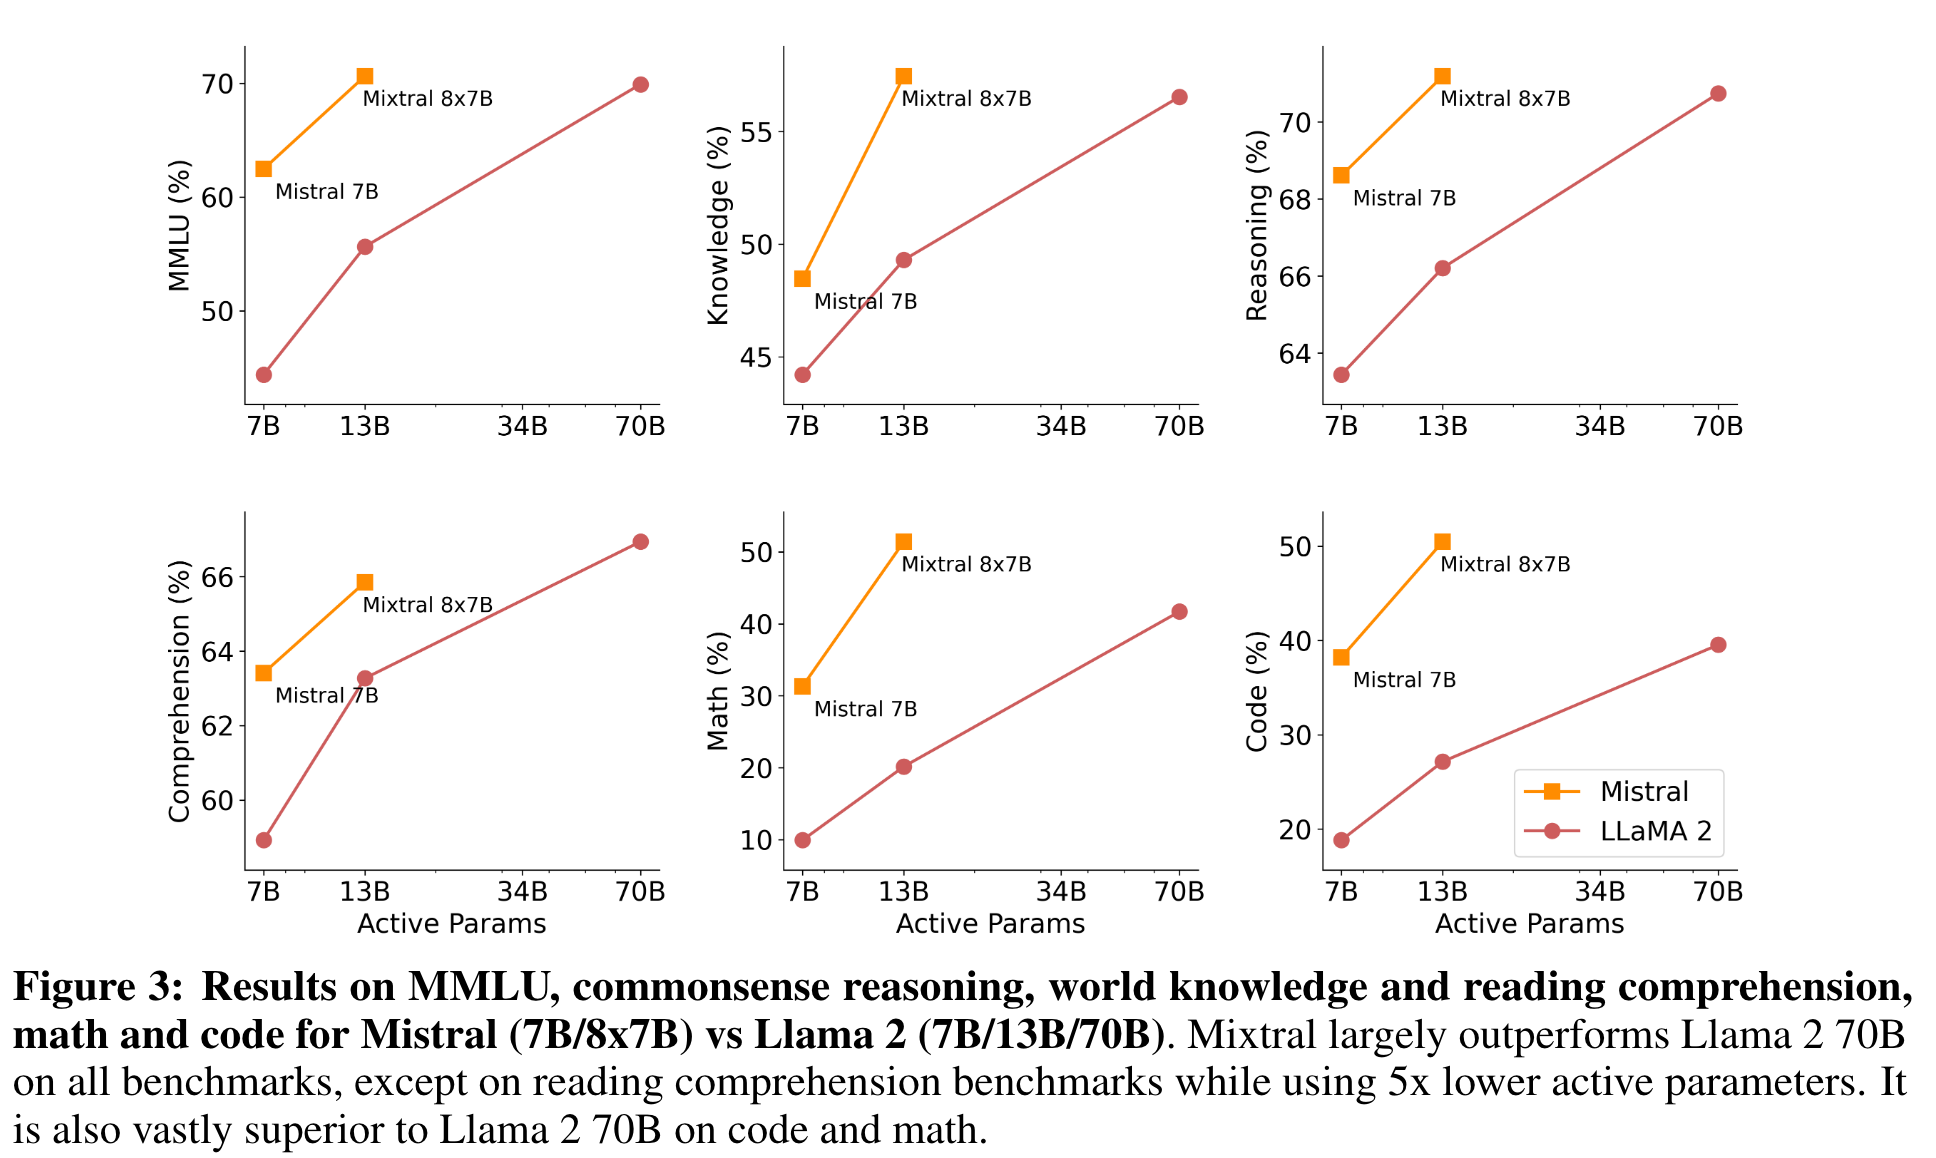 MMLU (%)
70
60
50
Mixtral 8x7B
Mistral 7B
7B 13B 34B 70B
Knowledge (%)
55
50
45
Mixtral 8x7B
Mistral 7B
7B 13B 34B 70B
Reasoning (%)
70
68
66
64
Mixtral 8x7B
Mistral 7B
7B 13B 34B 70B
Comprehension (%)
66
64
62
60
Mixtral 8x7B
Mistral 7B
7B 13B 34B 70B
Active Params
Math (%)
50
40
30
20
10
Mixtral 8x7B
Mistral 7B
7B 13B 34B 70B
Active Params
Code (%)
50
40
30
20
Mixtral 8x7B
Mistral 7B
Mistral
LLaMA 2
7B 13B 34B 70B
Active Params
Figure 3: Results on MMLU, commonsense reasoning, world knowledge and reading comprehension,
math and code for Mistral (7B/8x7B) vs Llama 2 (7B/13B/70B). Mixtral largely outperforms Llama 2 70B
on all benchmarks, except on reading comprehension benchmarks while using 5x lower active parameters. It
is also vastly superior to Llama 2 70B on code and math.